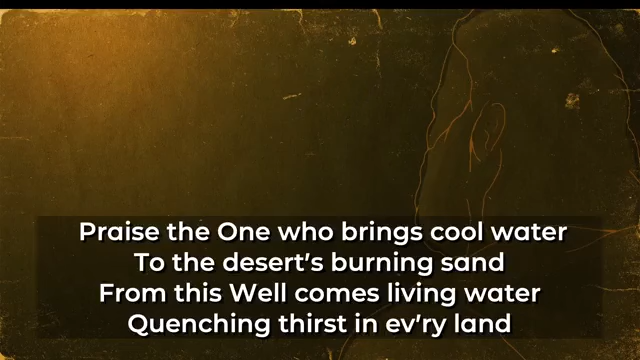 Praise the One who brings cool water
To the desert's burning sand
From this Well comes living water
Quenching thirst in ev'ry land